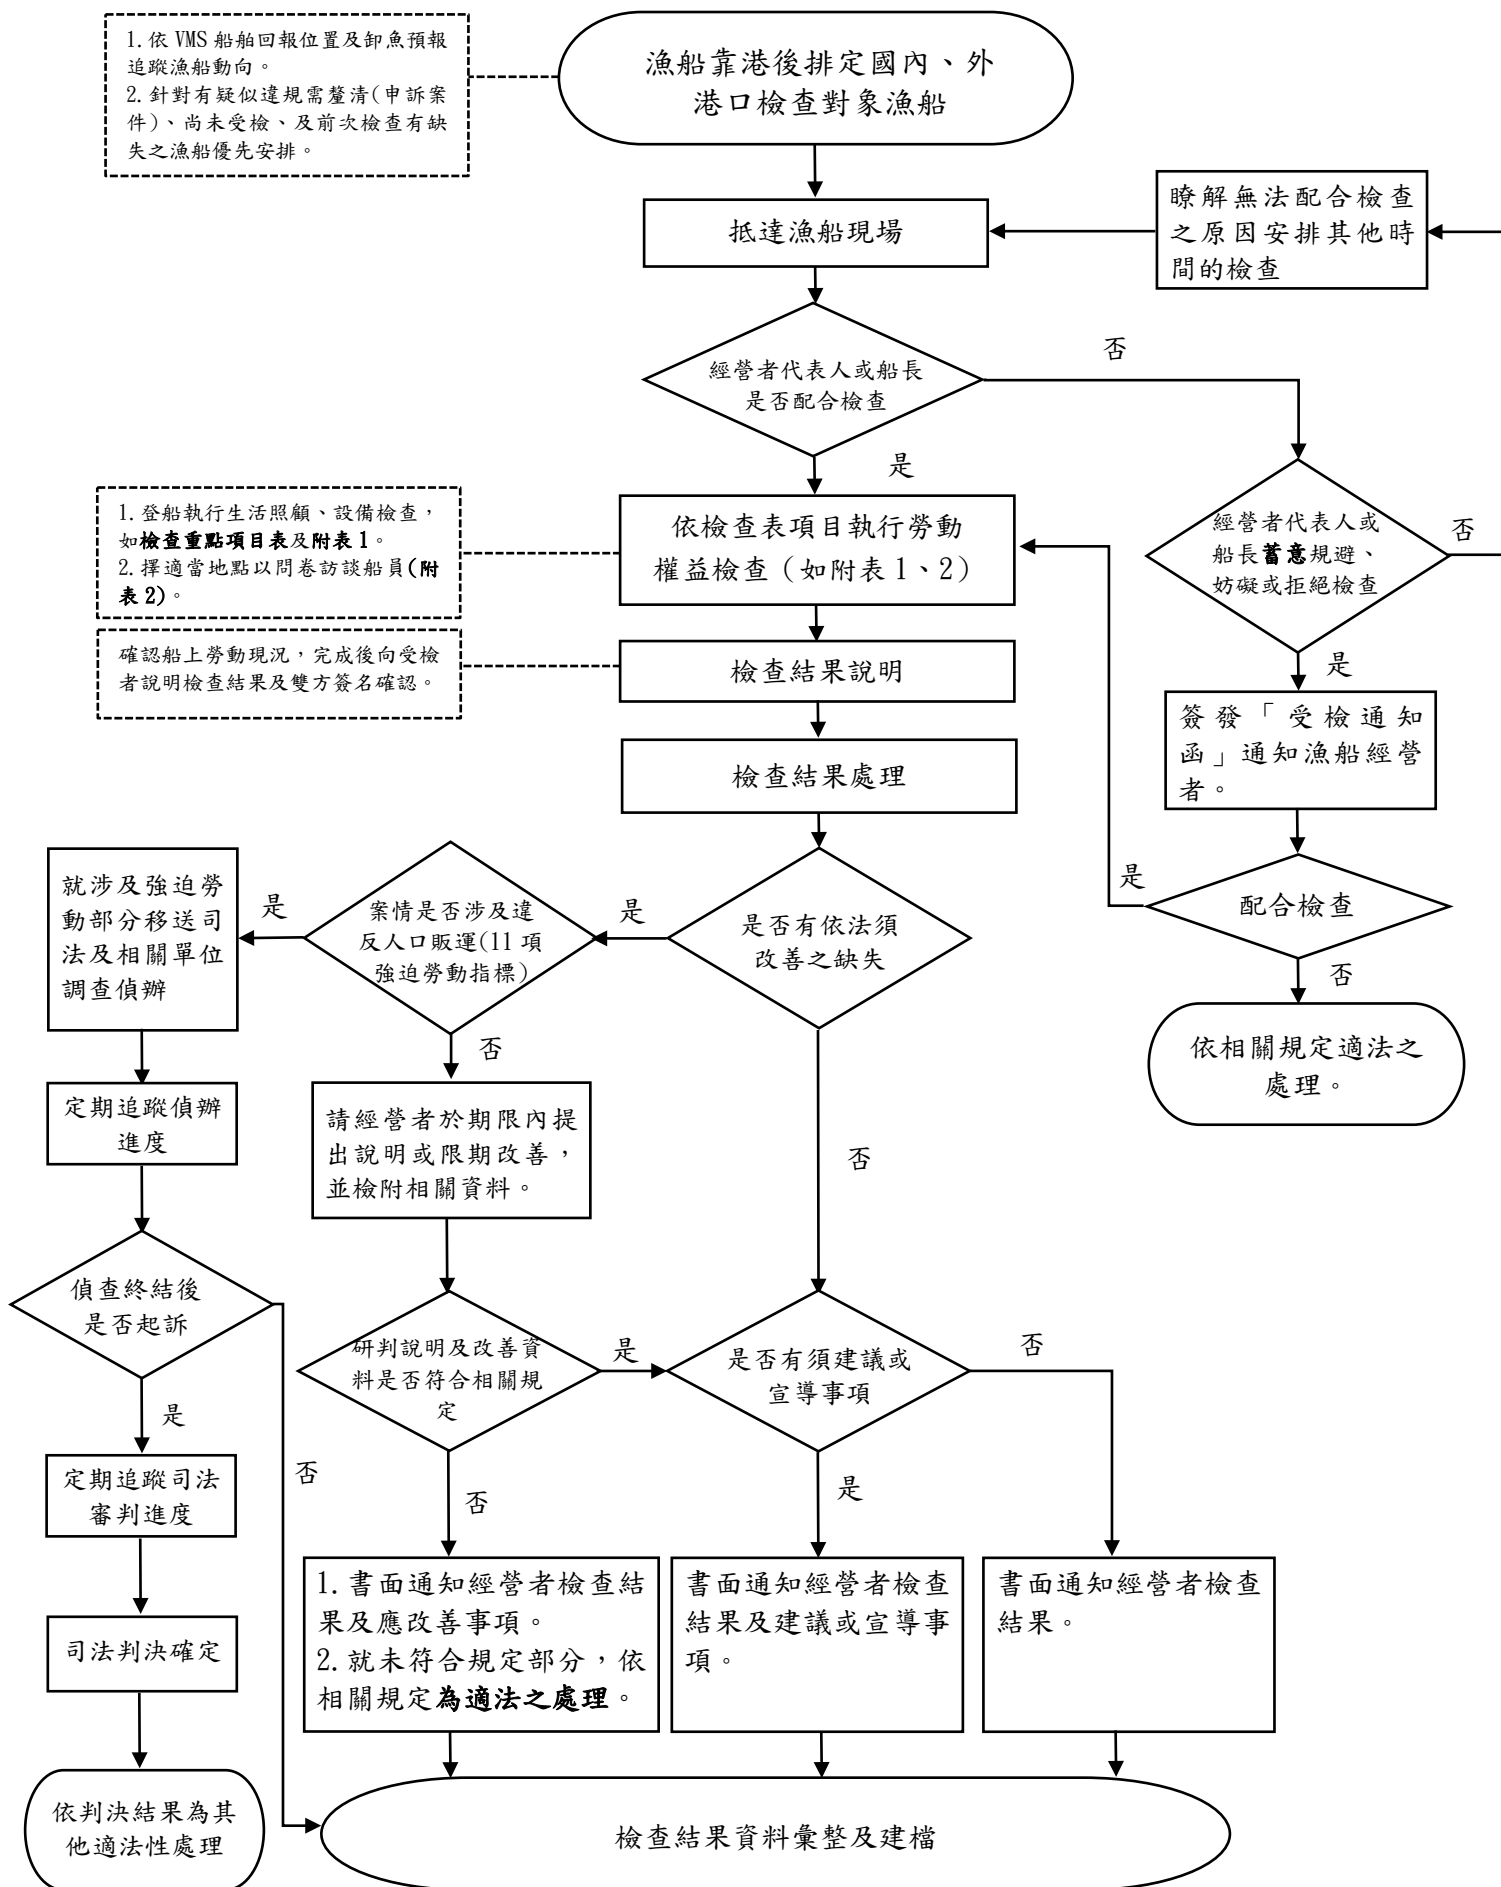 1.依 VMS 船舶回報位置及卸魚預報
追蹤漁船動向。
2.針對有疑似違規需釐清(申訴案
件)、尚未受檢、及前次檢查有缺
失之漁船優先安排。
漁船靠港後排定國內、外
港口檢查對象漁船
抵達漁船現場
瞭解無法配合檢查
之原因安排其他時
間的檢查
經營者代表人或船長
是否配合檢查
否
是
1.登船執行生活照顧、設備檢查，
如檢查重點項目表及附表 1。
2.擇適當地點以問卷訪談船員(附
表 2)。
依檢查表項目執行勞動
權益檢查（如附表 1、2）
經營者代表人或
船長蓄意規避、
妨礙或拒絕檢查
否
是
確認船上勞動現況，完成後向受檢
者說明檢查結果及雙方簽名確認。
檢查結果說明
簽發「受檢通知
函」通知漁船經營
者。
檢查結果處理
配合檢查
是
否
依相關規定適法之
處理。
是否有依法須
改善之缺失
是
否
案情是否涉及違
反人口販運(11 項
強迫勞動指標)
是
否
就涉及強迫勞
動部分移送司
法及相關單位
調查偵辦
定期追蹤偵辦
進度
請經營者於期限內提
出說明或限期改善，
並檢附相關資料。
偵查終結後
是否起訴
是
否
研判說明及改善資
料是否符合相關規
定
是
否
是否有須建議或
宣導事項
否
是
定期追蹤司法
審判進度
司法判決確定
1.書面通知經營者檢查結
果及應改善事項。
2.就未符合規定部分，依
相關規定為適法之處理。
書面通知經營者檢查
結果及建議或宣導事
項。
書面通知經營者檢查
結果。
依判決結果為其
他適法性處理
檢查結果資料彙整及建檔